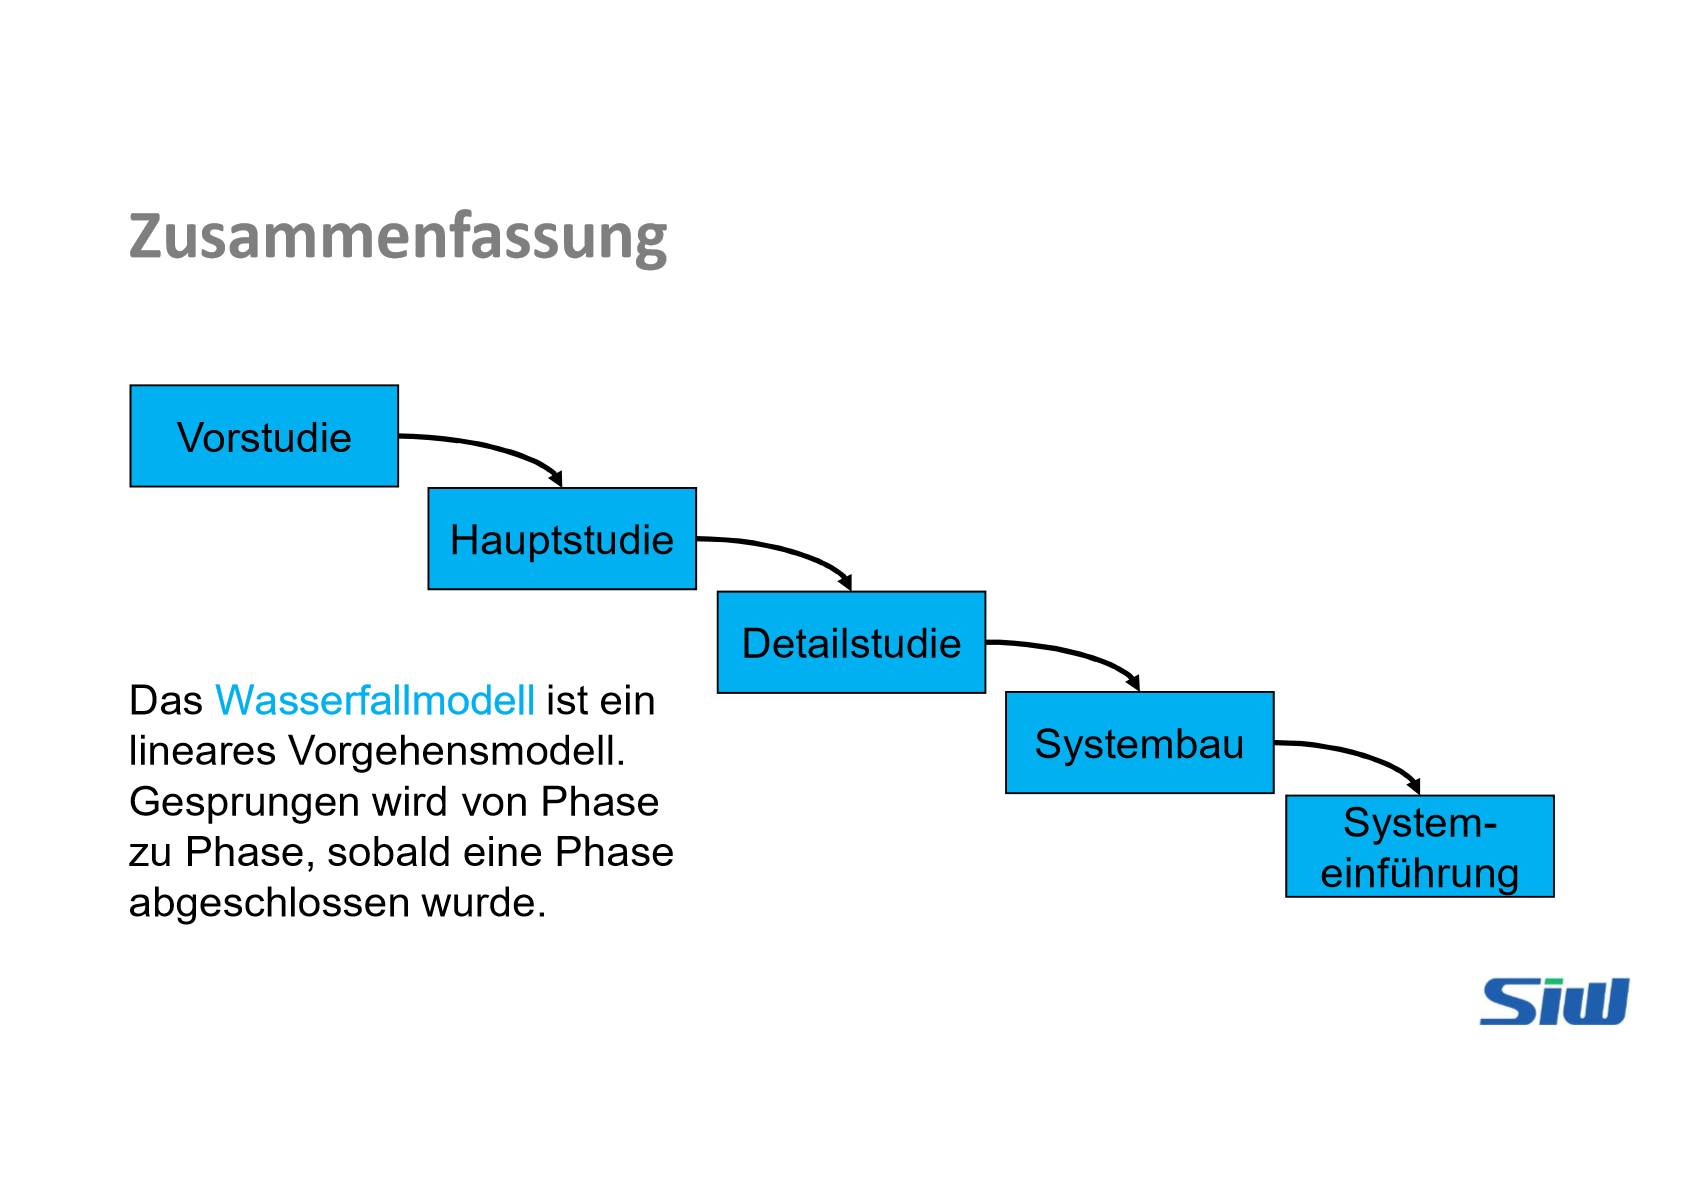 Zusammenfassung
Vorstudie
Hauptstudie
Detailstudie
Systembau
System-
einführung
Das Wasserfallmodell ist ein
lineares Vorgehensmodell.
Gesprungen wird von Phase
zu Phase, sobald eine Phase
abgeschlossen wurde.
Siw